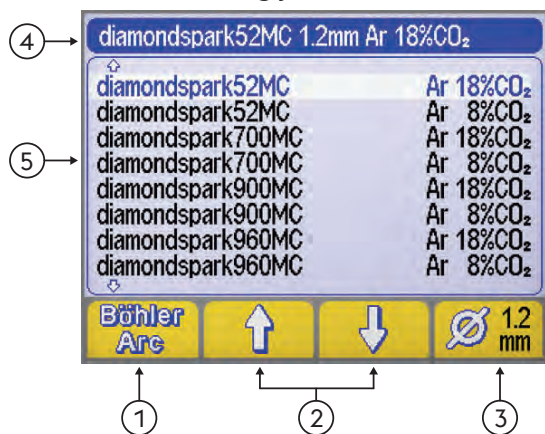 ④ diamondspark52MC 1.2mm Ar 18%CO₂
diamondspark52MC Ar 18%CO₂
diamondspark52MC Ar 8%CO₂
diamondspark700MC Ar 18%CO₂
⑤ diamondspark700MC Ar 8%CO₂
diamondspark900MC Ar 18%CO₂
diamondspark900MC Ar 8%CO₂
diamondspark960MC Ar 18%CO₂
diamondspark960MC Ar 8%CO₂
Böhler
Arc
Ø 1.2
mm
① ② ③